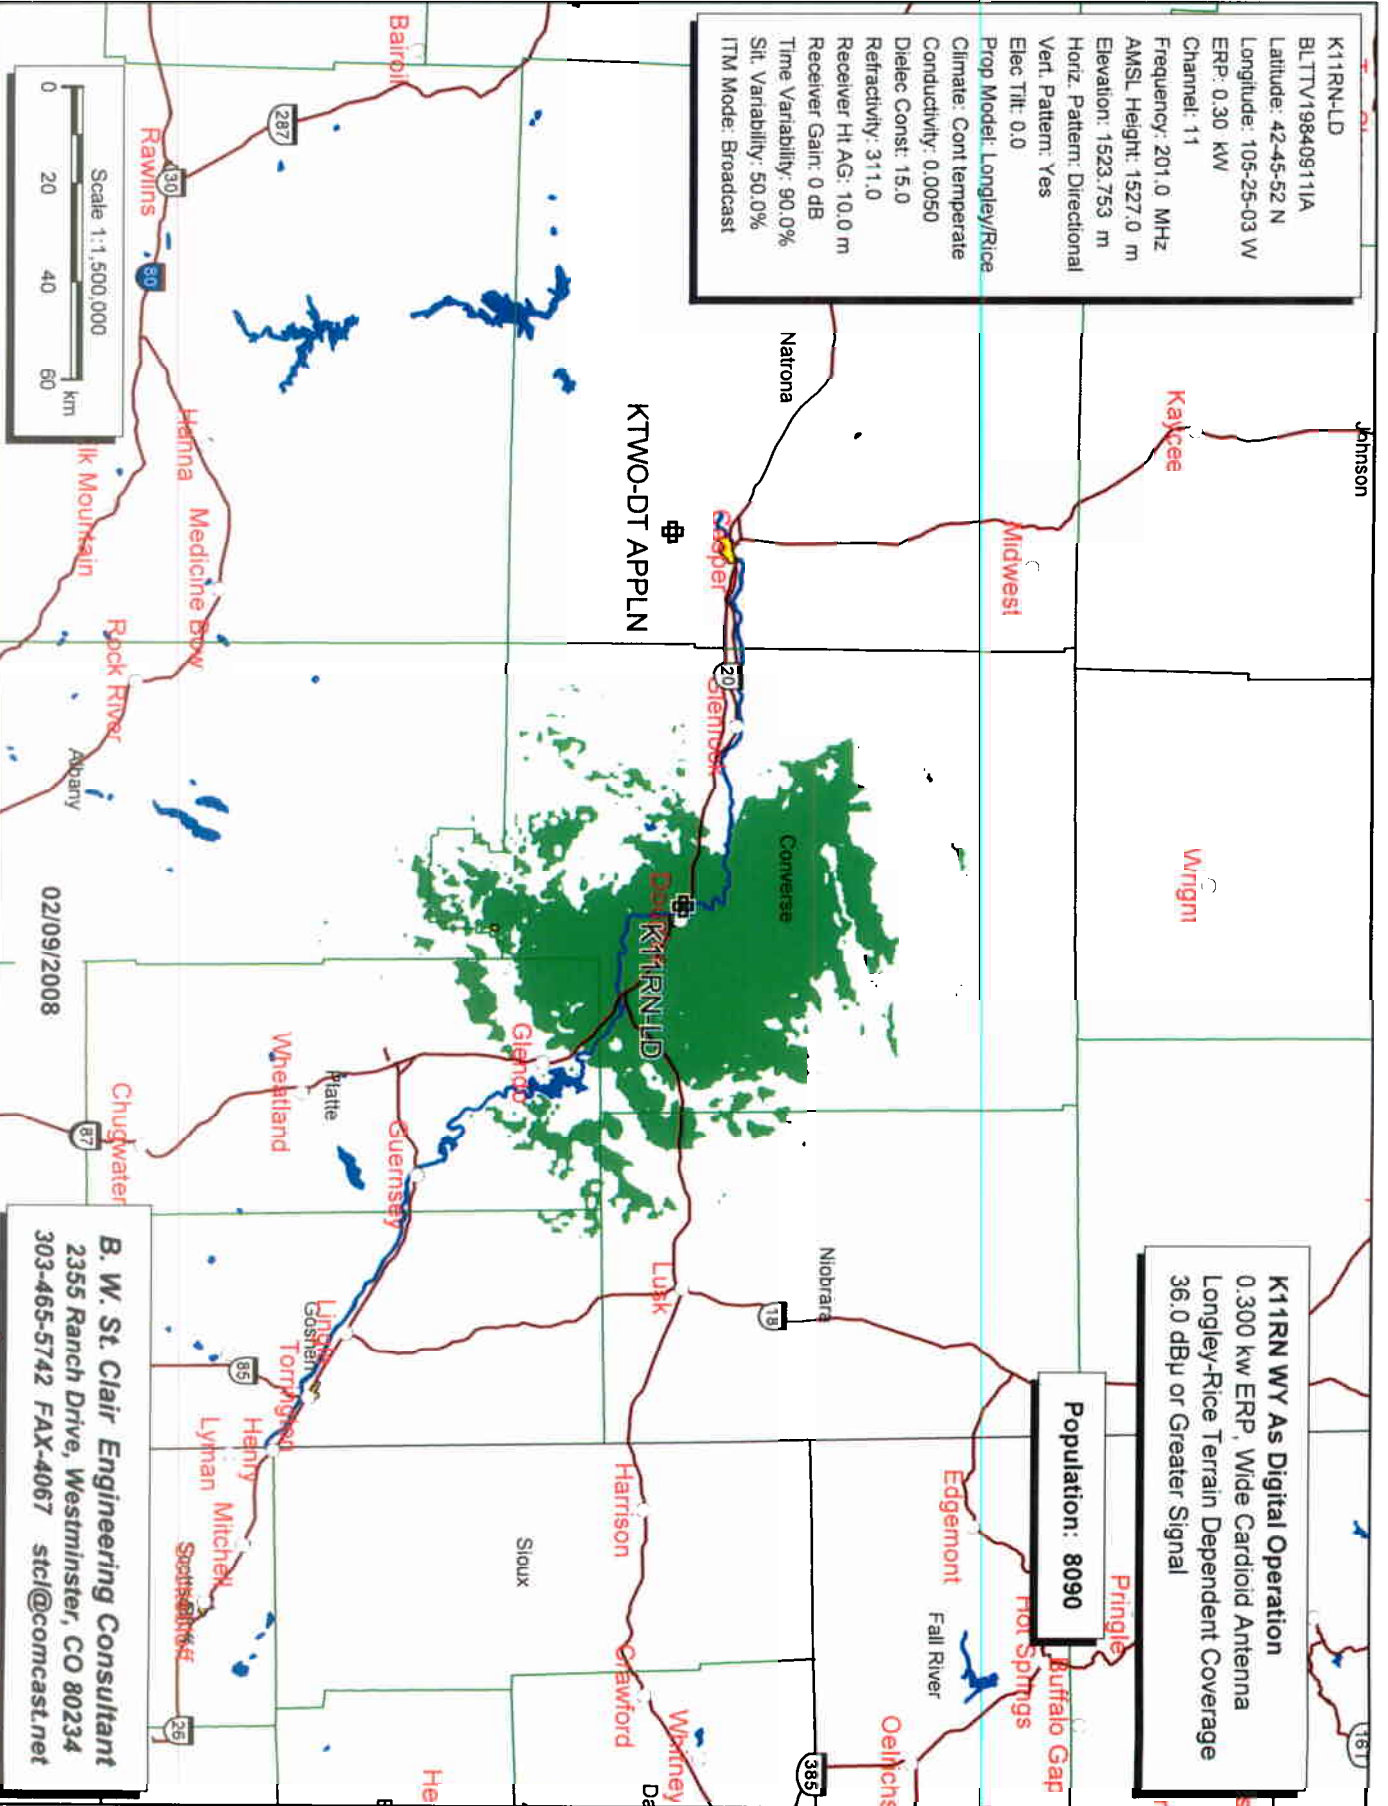 K11RN-LD
BLTTV19840911IA
Latitude: 42-45-52 N
Longitude: 105-25-03 W
ERP: 0.30 kW
Channel: 11
Frequency: 201.0 MHz
AMSL Height: 1527.0 m
Elevation: 1523.753 m
Horiz. Pattern: Directional
Vert. Pattern: Yes
Elec Tilt: 0.0
Prop Model: Longley/Rice
Climate: Cont temperate
Conductivity: 0.0050
Dielec Const: 15.0
Refractivity: 311.0
Receiver Ht AG: 10.0 m
Receiver Gain: 0 dB
Time Variability: 90.0%
Sit. Variability: 50.0%
ITM Mode: Broadcast
K11RN WY As Digital Operation
0.300 kw ERP, Wide Cardioid Antenna
Longley-Rice Terrain Dependent Coverage
36.0 dBµ or Greater Signal
Population: 8090
Johnson
Kaycee
Midwest
Wright
Natrona
KTWO-DT APPLN
Casper
20
Glenrock
Converse
K11RN-LD
Niobrara
18
Lusk
Harrison
Crawford
Whitney
Edgemont
Pringle
Hot Springs
Buffalo Gap
Fall River
Oelrichs
385
161
Sioux
Bairoil
287
Rawlins
30
80
Hanna
Medicine Bow
Rock River
Albany
Glendo
Wheatland
Platte
Guernsey
Chugwater
87
Lingle
Goshen
Torrington
85
Henry
Lyman
Mitchell
26
He
Da
Scale 1:1,500,000
0 20 40 60 km
02/09/2008
B. W. St. Clair Engineering Consultant
2355 Ranch Drive, Westminster, CO 80234
303-465-5742 FAX-4067 stcl@comcast.net